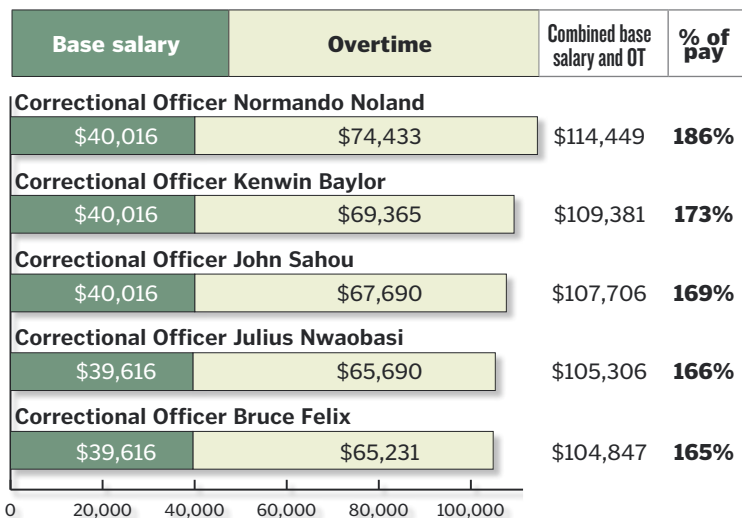 Base salary Overtime Combined base salary and OT % of pay
Correctional Officer Normando Noland
$40,016 $74,433 $114,449 186%
Correctional Officer Kenwin Baylor
$40,016 $69,365 $109,381 173%
Correctional Officer John Sahou
$40,016 $67,690 $107,706 169%
Correctional Officer Julius Nwaobasi
$39,616 $65,690 $105,306 166%
Correctional Officer Bruce Felix
$39,616 $65,231 $104,847 165%
0 20,000 40,000 60,000 80,000 100,000